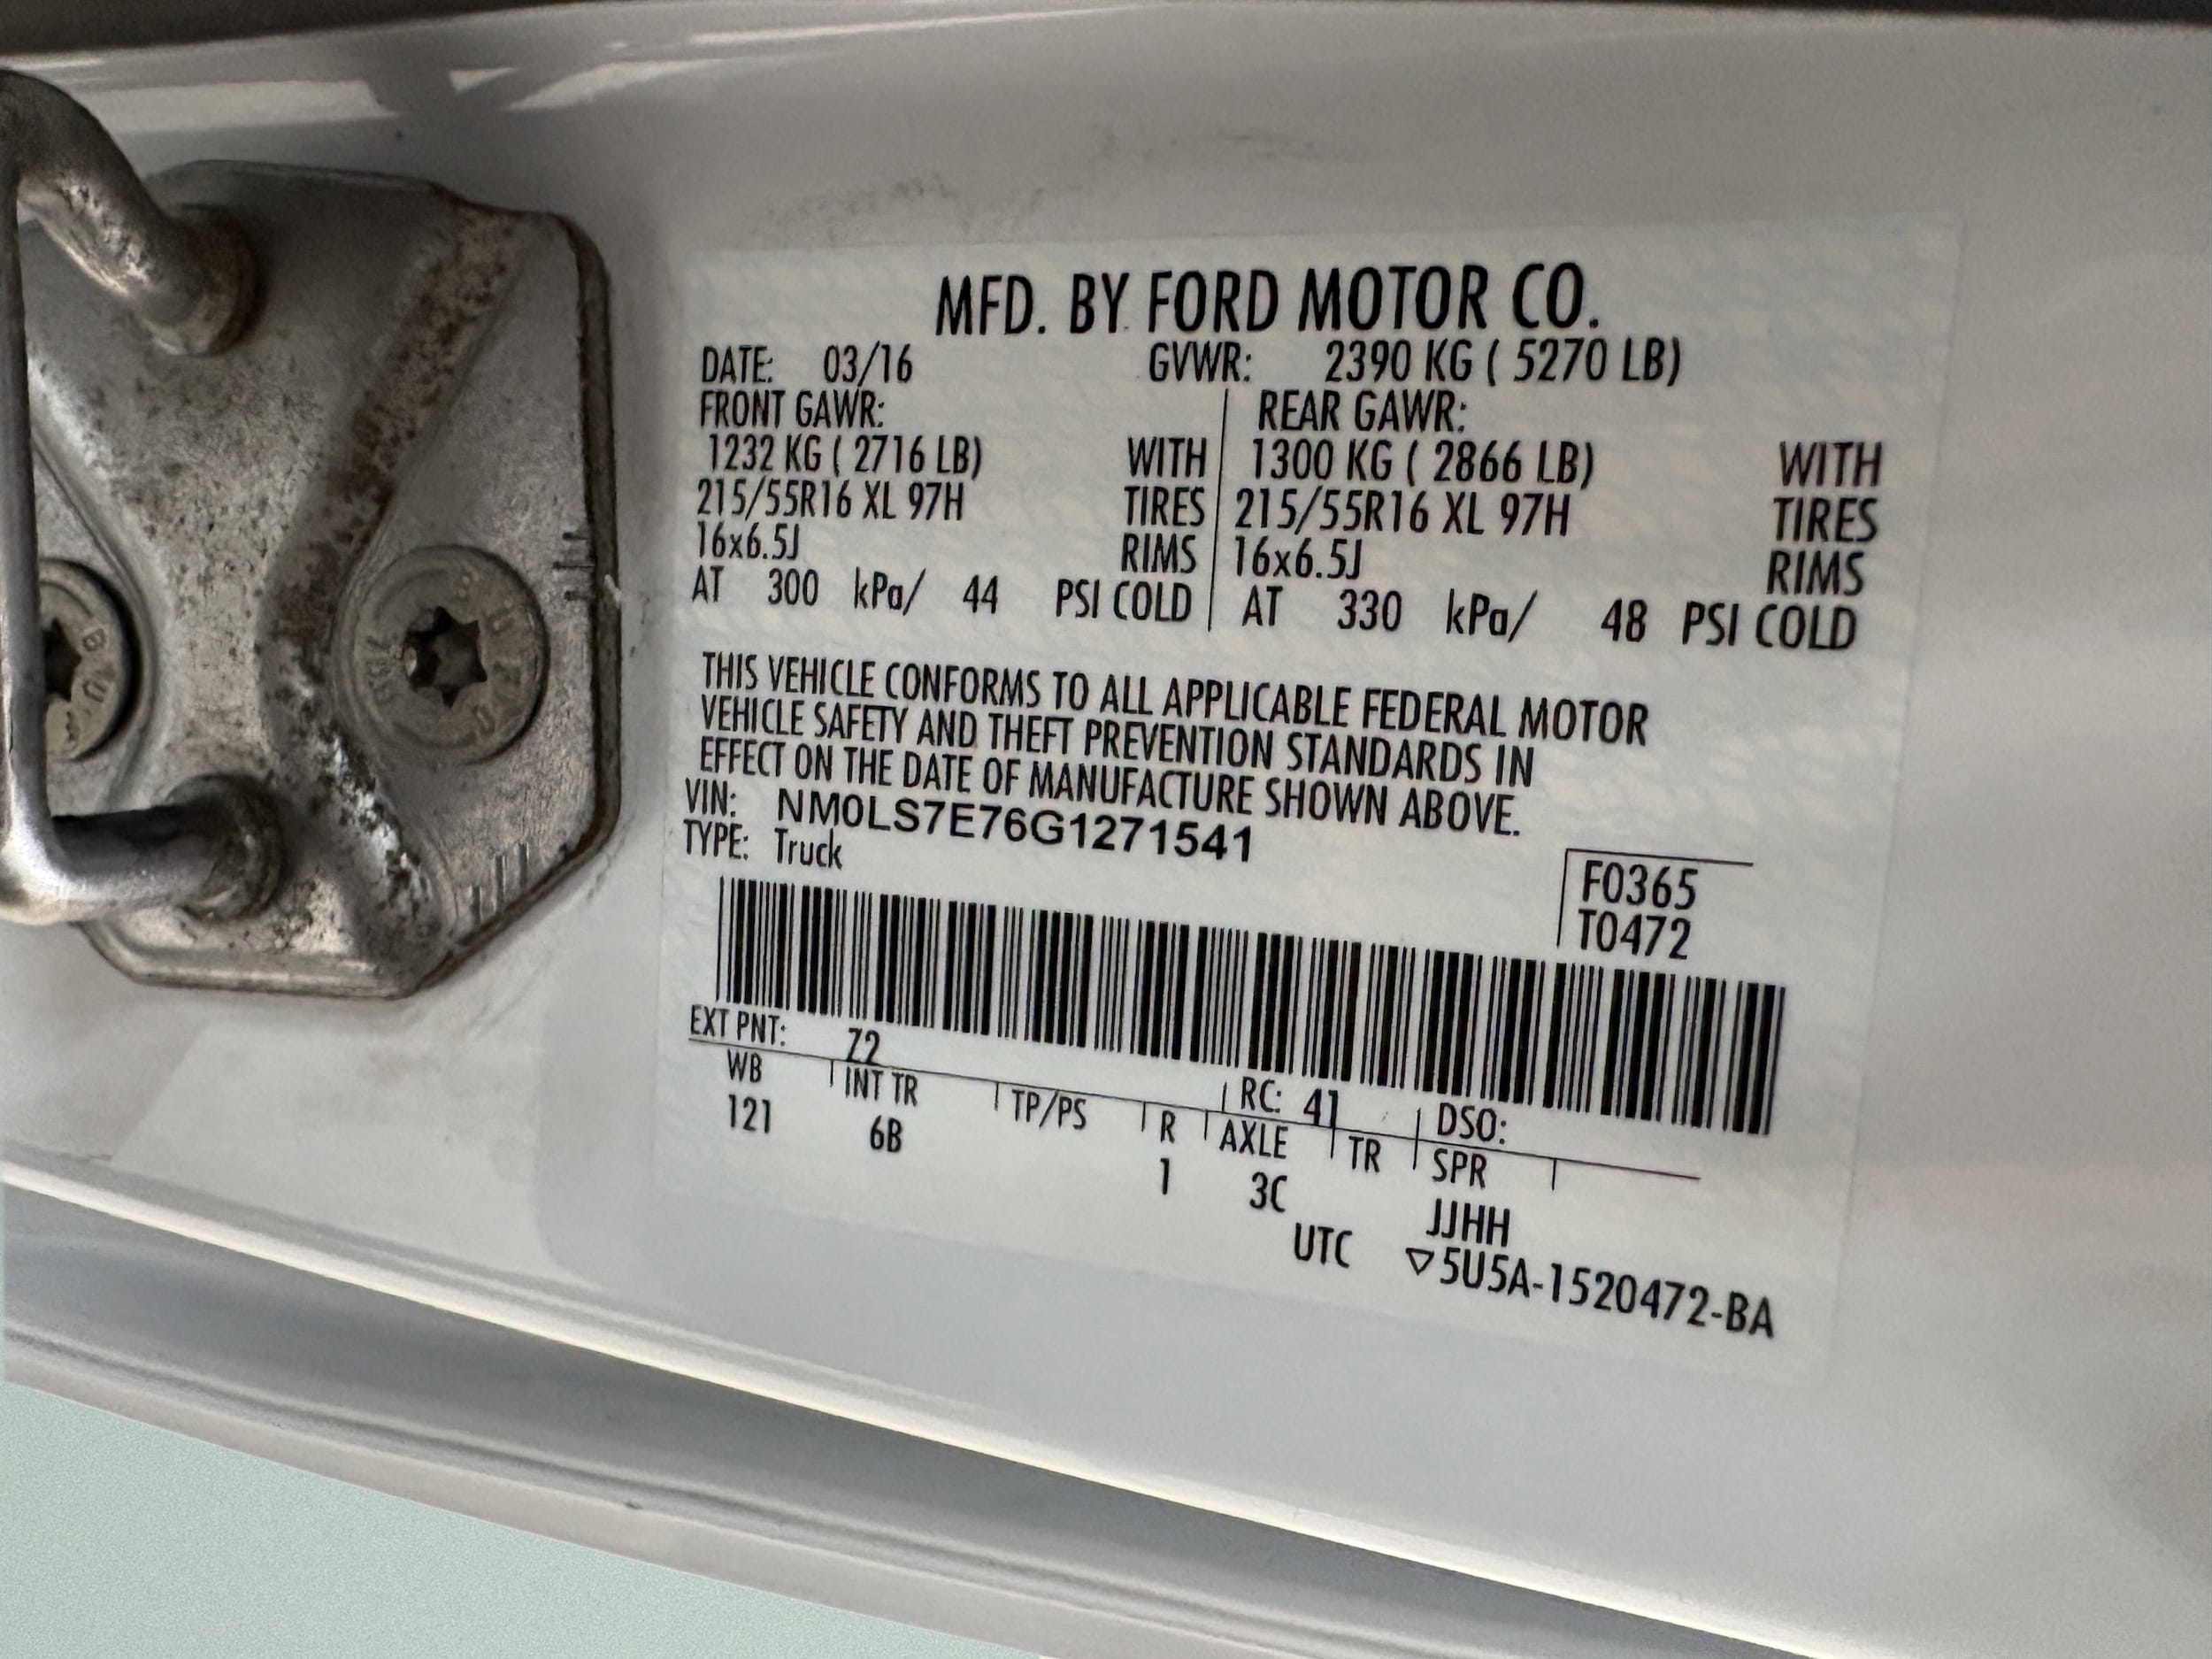 MFD. BY FORD MOTOR CO.
DATE: 03/16 GVWR: 2390 KG ( 5270 LB)
FRONT GAWR: REAR GAWR:
1232 KG ( 2716 LB) WITH 1300 KG ( 2866 LB) WITH
215/55R16 XL 97H TIRES 215/55R16 XL 97H TIRES
16x6.5J RIMS 16x6.5J RIMS
AT 300 kPa/ 44 PSI COLD AT 330 kPa/ 48 PSI COLD
THIS VEHICLE CONFORMS TO ALL APPLICABLE FEDERAL MOTOR
VEHICLE SAFETY AND THEFT PREVENTION STANDARDS IN
EFFECT ON THE DATE OF MANUFACTURE SHOWN ABOVE.
VIN: NM0LS7E76G1271541
TYPE: Truck
F0365
T0472
EXT PNT: Z2 RC: 41 DSO:
WB INT TR TP/PS R AXLE TR SPR
121 6B 1 3C JJHH
UTC ▽5U5A-1520472-BA